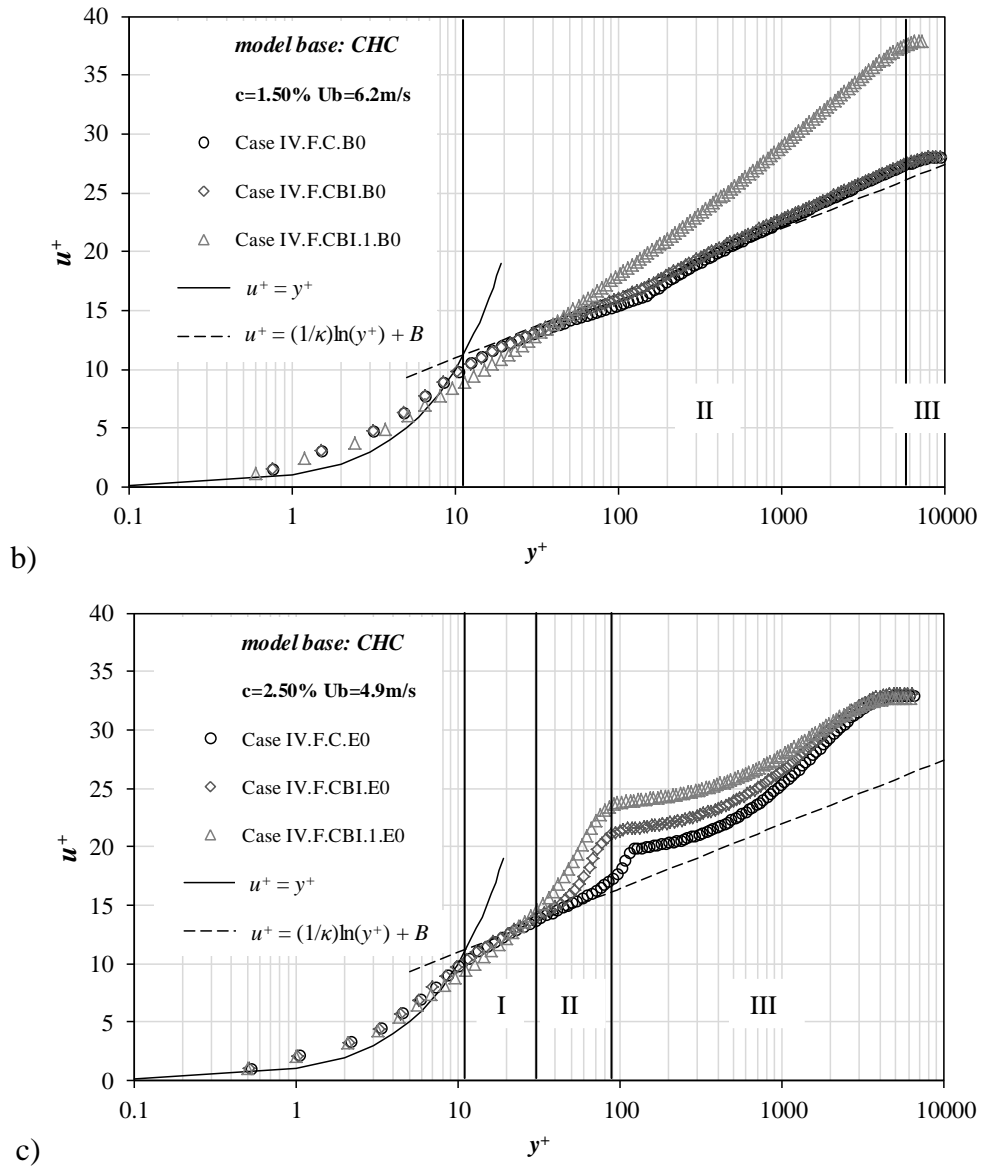 40
35
30
25
20
15
10
5
0
u⁺
model base: CHC
c=1.50% Ub=6.2m/s
Case IV.F.C.B0
Case IV.F.CBI.B0
Case IV.F.CBI.1.B0
u⁺ = y⁺
u⁺ = (1/κ)ln(y⁺) + B
II
III
0.1 1 10 100 1000 10000
y⁺
b)
40
35
30
25
20
15
10
5
0
u⁺
model base: CHC
c=2.50% Ub=4.9m/s
Case IV.F.C.E0
Case IV.F.CBI.E0
Case IV.F.CBI.1.E0
u⁺ = y⁺
u⁺ = (1/κ)ln(y⁺) + B
I
II
III
0.1 1 10 100 1000 10000
y⁺
c)